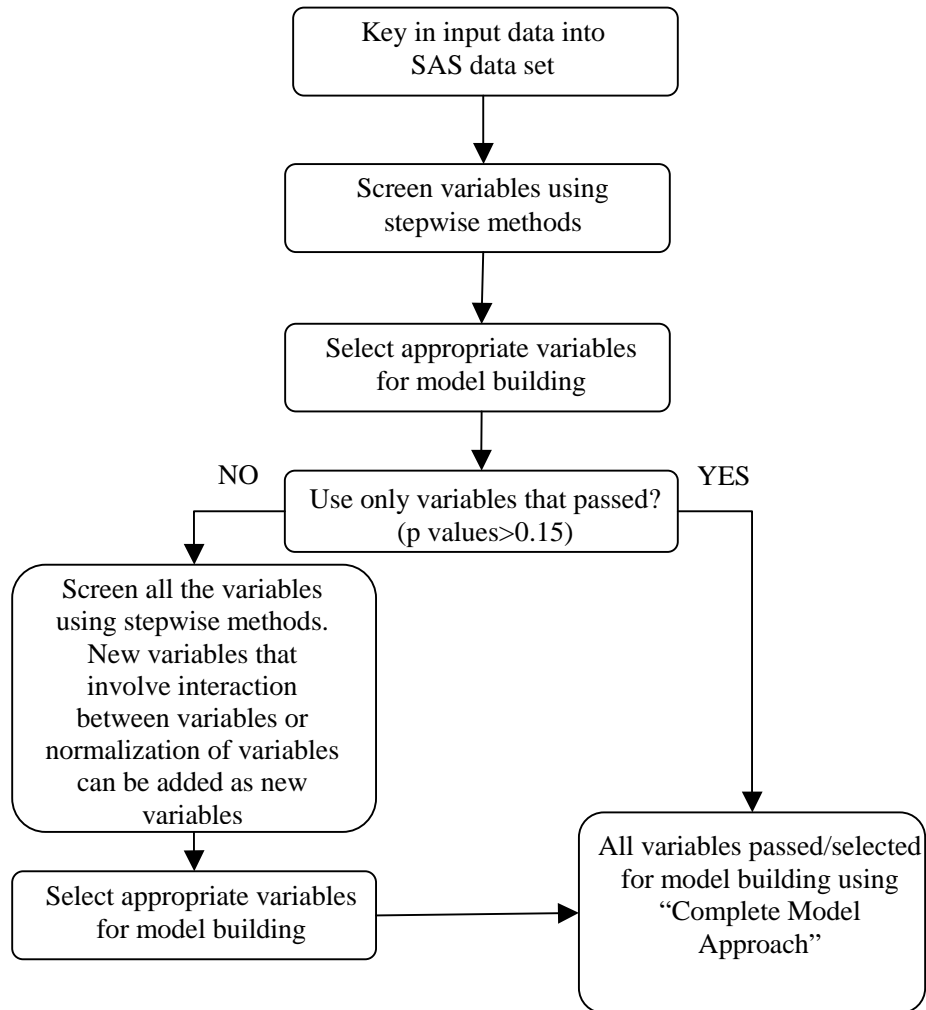 Key in input data into
SAS data set
Screen variables using
stepwise methods
Select appropriate variables
for model building
NO
YES
Use only variables that passed?
(p values>0.15)
Screen all the variables
using stepwise methods.
New variables that
involve interaction
between variables or
normalization of variables
can be added as new
variables
Select appropriate variables
for model building
All variables passed/selected
for model building using
“Complete Model
Approach”